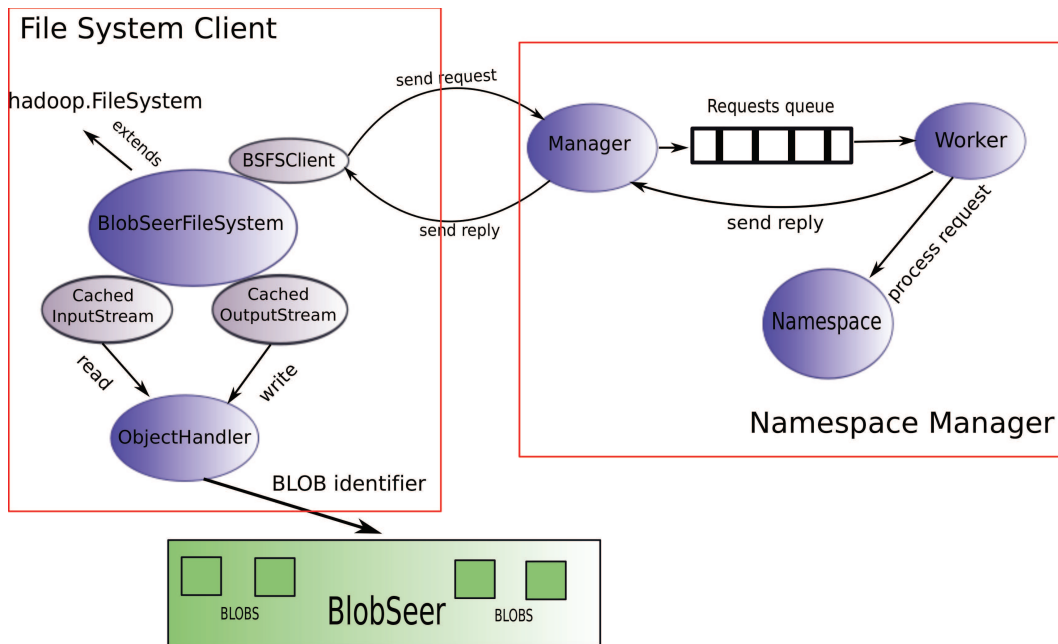 File System Client
hadoop.FileSystem
extends
BSFSClient
BlobSeerFileSystem
Cached
InputStream
Cached
OutputStream
read
write
ObjectHandler
BLOB identifier
send request
send reply
Manager
Requests queue
Worker
send reply
process request
Namespace
Namespace Manager
BLOBS
BlobSeer
BLOBS